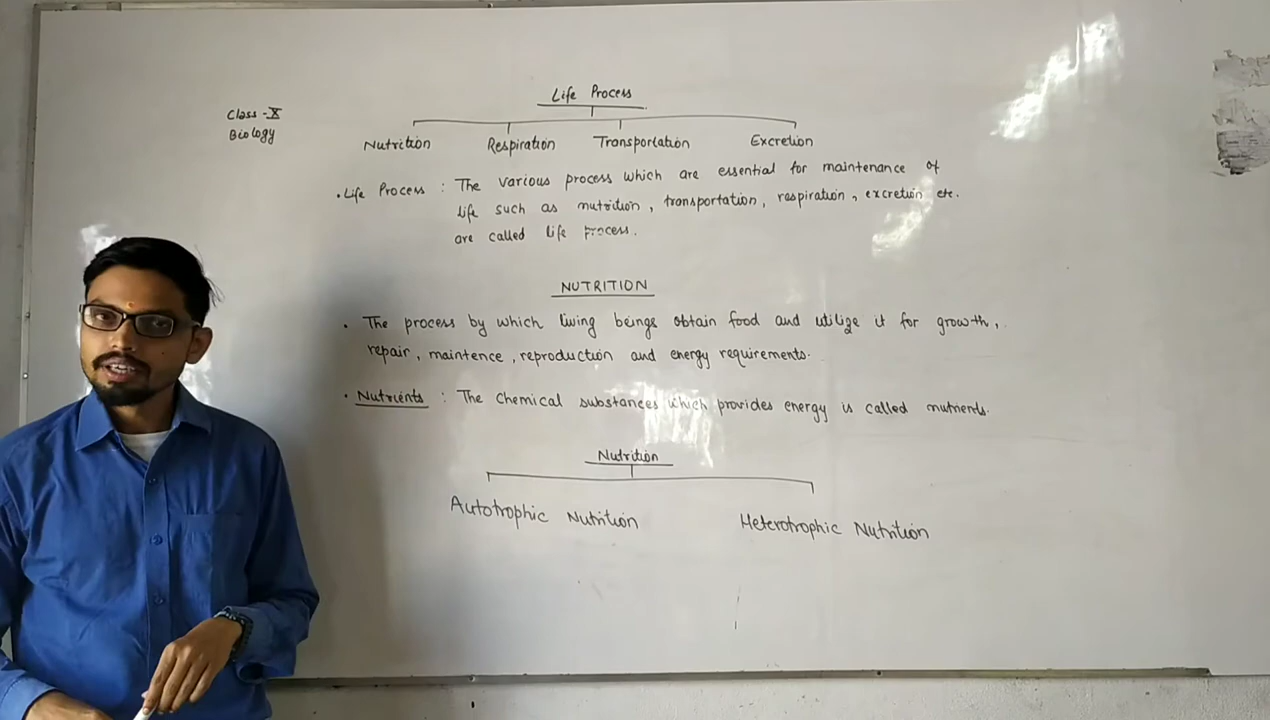 Life Process
Class - X
Biology
Nutrition Respiration Transportation Excretion
• Life Process : The various process which are essential for maintenance of
life such as nutrition, transportation, respiration, excretion etc.
are called life process.
NUTRITION
• The process by which living beings obtain food and utilize it for growth,
repair, maintence, reproduction and energy requirements.
• Nutrients : The Chemical substances which provides energy is called nutrients.
Nutrition
Autotrophic Nutrition Heterotrophic Nutrition